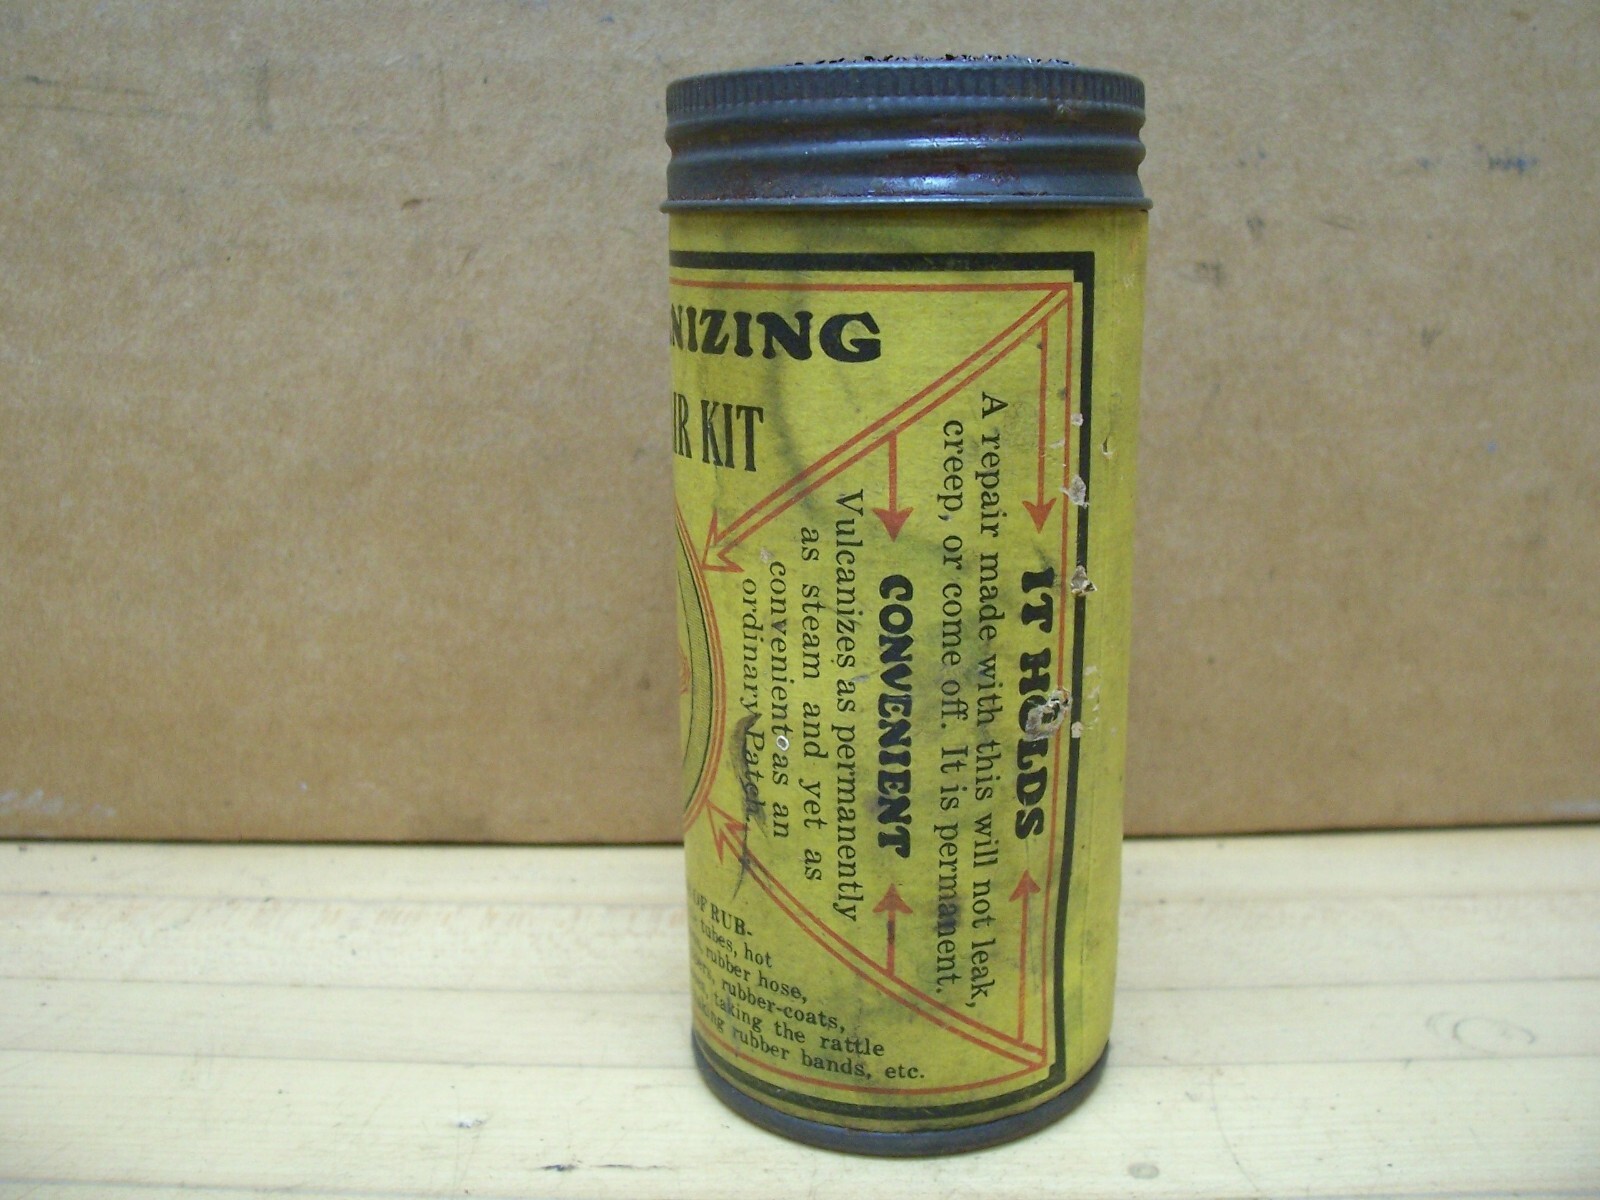 NIZING
IR KIT
IT HOLDS
A repair made with this will not leak,
creep, or come off. It is permanent.
CONVENIENT
Vulcanizes as permanently
as steam and yet as
convenient as an
ordinary Patch.
OF RUB-
tubes, hot
rubber hose,
rubber-coats,
taking the rattle
rubber bands, etc.